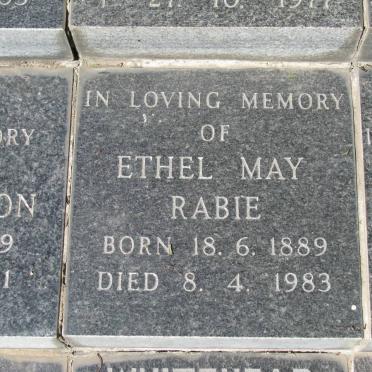 IN LOVING MEMORY
OF
ETHEL MAY
RABIE
BORN 18. 6. 1889
DIED 8. 4. 1983